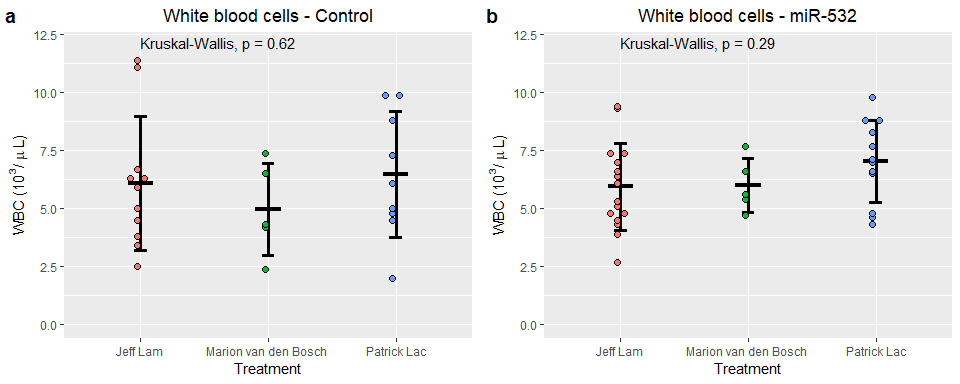 a
White blood cells - Control
Kruskal-Wallis, p = 0.62
WBC (10³/ μ L)
12.5
10.0
7.5
5.0
2.5
0.0
Jeff Lam
Marion van den Bosch
Patrick Lac
Treatment
b
White blood cells - miR-532
Kruskal-Wallis, p = 0.29
WBC (10³/ μ L)
12.5
10.0
7.5
5.0
2.5
0.0
Jeff Lam
Marion van den Bosch
Patrick Lac
Treatment